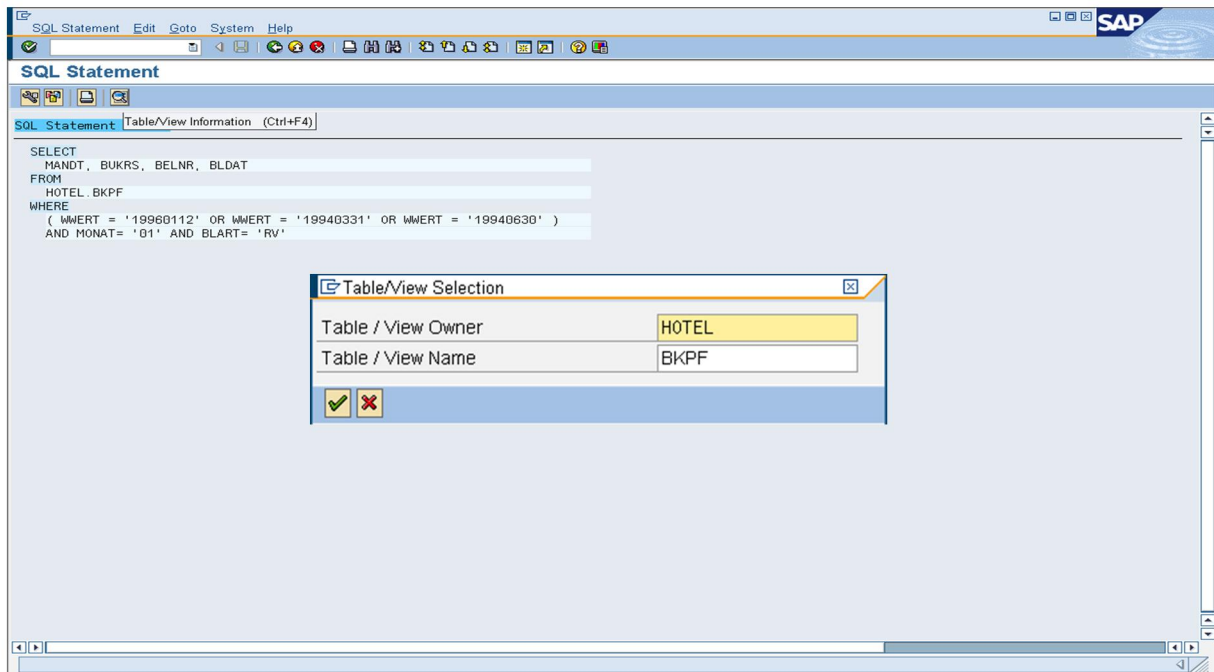 SQL Statement Edit Goto System Help
SAP
SQL Statement
SQL Statement
Table/View Information (Ctrl+F4)
SELECT
MANDT, BUKRS, BELNR, BLDAT
FROM
HOTEL.BKPF
WHERE
( WWERT = '19960112' OR WWERT = '19940331' OR WWERT = '19940630' )
AND MONAT= '01' AND BLART= 'RV'
Table/View Selection
Table / View Owner HOTEL
Table / View Name BKPF